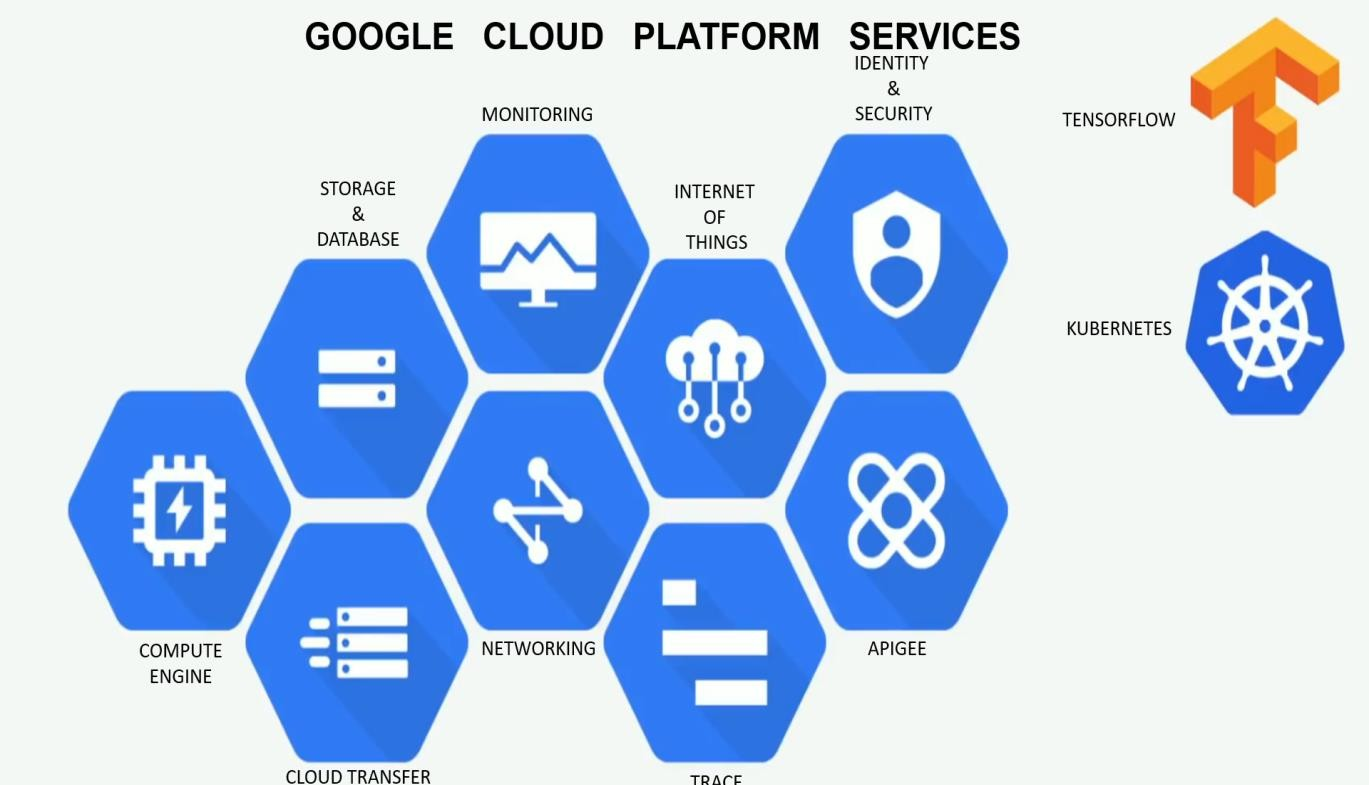 GOOGLE CLOUD PLATFORM SERVICES
IDENTITY
&
SECURITY
MONITORING
TENSORFLOW
STORAGE
&
DATABASE
INTERNET
OF
THINGS
KUBERNETES
COMPUTE
ENGINE
NETWORKING
APIGEE
CLOUD TRANSFER
TRACE